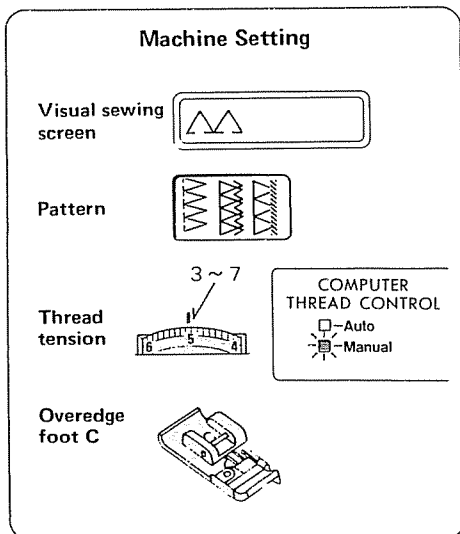 Machine Setting
Visual sewing
screen
Pattern
3 ~ 7
Thread
tension
6 5 4
COMPUTER
THREAD CONTROL
Auto
Manual
Overedge
foot C